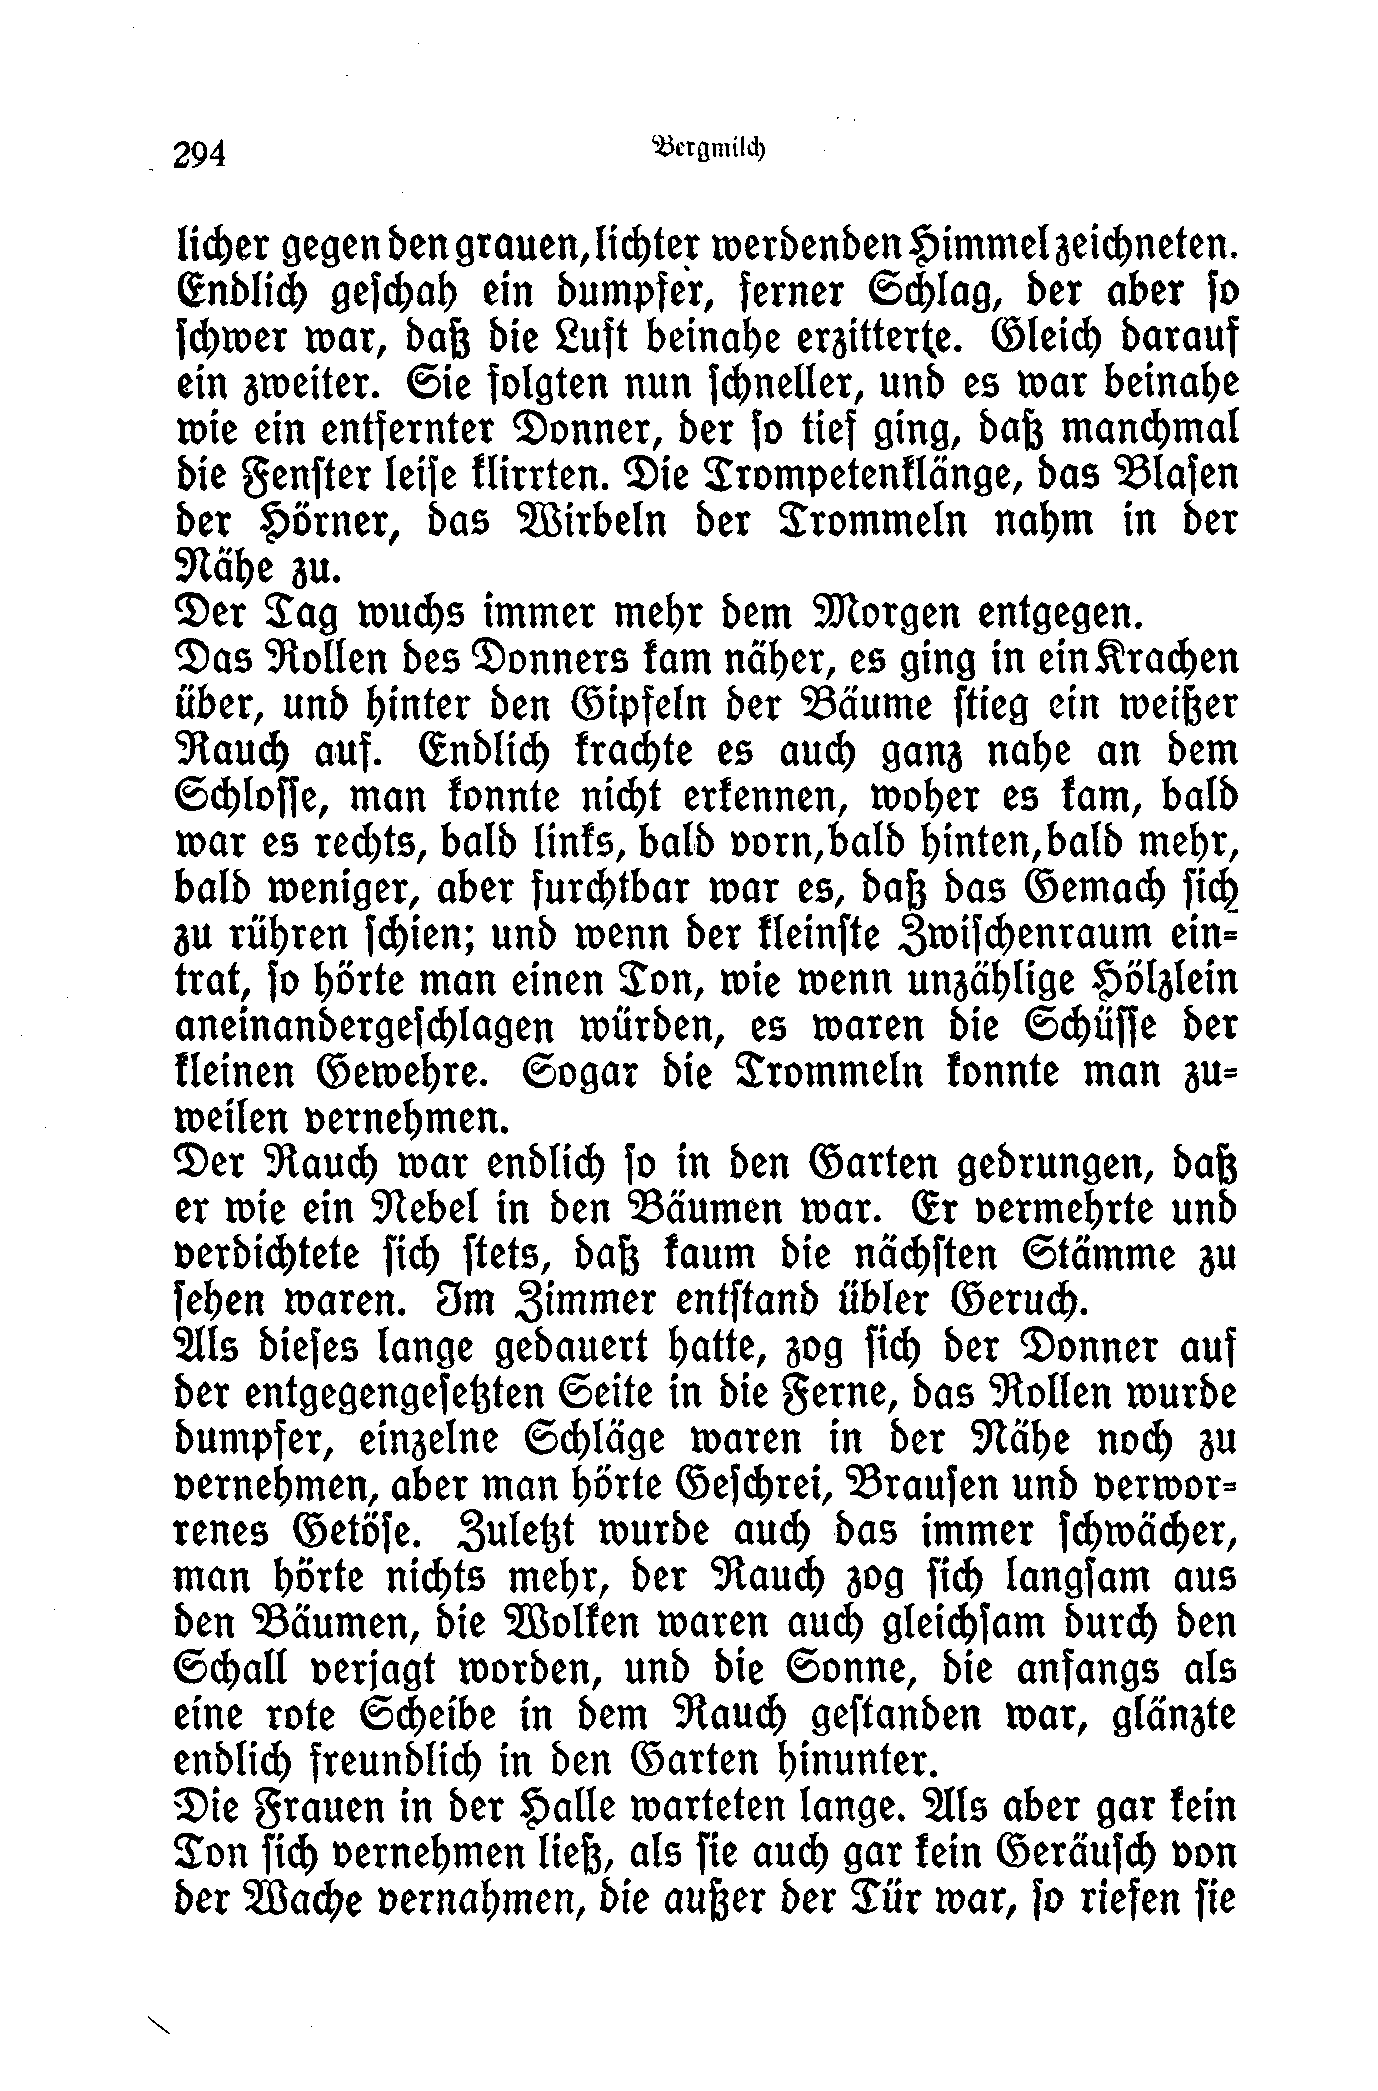 294 Bergmilch
licher gegen den grauen, lichter werdenden Himmel zeichneten.
Endlich geschah ein dumpfer, ferner Schlag, der aber so
schwer war, daß die Luft beinahe erzitterte. Gleich darauf
ein zweiter. Sie folgten nun schneller, und es war beinahe
wie ein entfernter Donner, der so tief ging, daß manchmal
die Fenster leise klirrten. Die Trompetenklänge, das Blasen
der Hörner, das Wirbeln der Trommeln nahm in der
Nähe zu.
Der Tag wuchs immer mehr dem Morgen entgegen.
Das Rollen des Donners kam näher, es ging in ein Krachen
über, und hinter den Gipfeln der Bäume stieg ein weißer
Rauch auf. Endlich krachte es auch ganz nahe an dem
Schlosse, man konnte nicht erkennen, woher es kam, bald
war es rechts, bald links, bald vorn, bald hinten, bald mehr,
bald weniger, aber furchtbar war es, daß das Gemach sich
zu rühren schien; und wenn der kleinste Zwischenraum ein-
trat, so hörte man einen Ton, wie wenn unzählige Hölzlein
aneinandergeschlagen würden, es waren die Schüsse der
kleinen Gewehre. Sogar die Trommeln konnte man zu-
weilen vernehmen.
Der Rauch war endlich so in den Garten gedrungen, daß
er wie ein Nebel in den Bäumen war. Er vermehrte und
verdichtete sich stets, daß kaum die nächsten Stämme zu
sehen waren. Im Zimmer entstand übler Geruch.
Als dieses lange gedauert hatte, zog sich der Donner auf
der entgegengesetzten Seite in die Ferne, das Rollen wurde
dumpfer, einzelne Schläge waren in der Nähe noch zu
vernehmen, aber man hörte Geschrei, Brausen und verwor-
renes Getöse. Zuletzt wurde auch das immer schwächer,
man hörte nichts mehr, der Rauch zog sich langsam aus
den Bäumen, die Wolken waren auch gleichsam durch den
Schall verjagt worden, und die Sonne, die anfangs als
eine rote Scheibe in dem Rauch gestanden war, glänzte
endlich freundlich in den Garten hinunter.
Die Frauen in der Halle warteten lange. Als aber gar kein
Ton sich vernehmen ließ, als sie auch gar kein Geräusch von
der Wache vernahmen, die außer der Tür war, so riefen sie